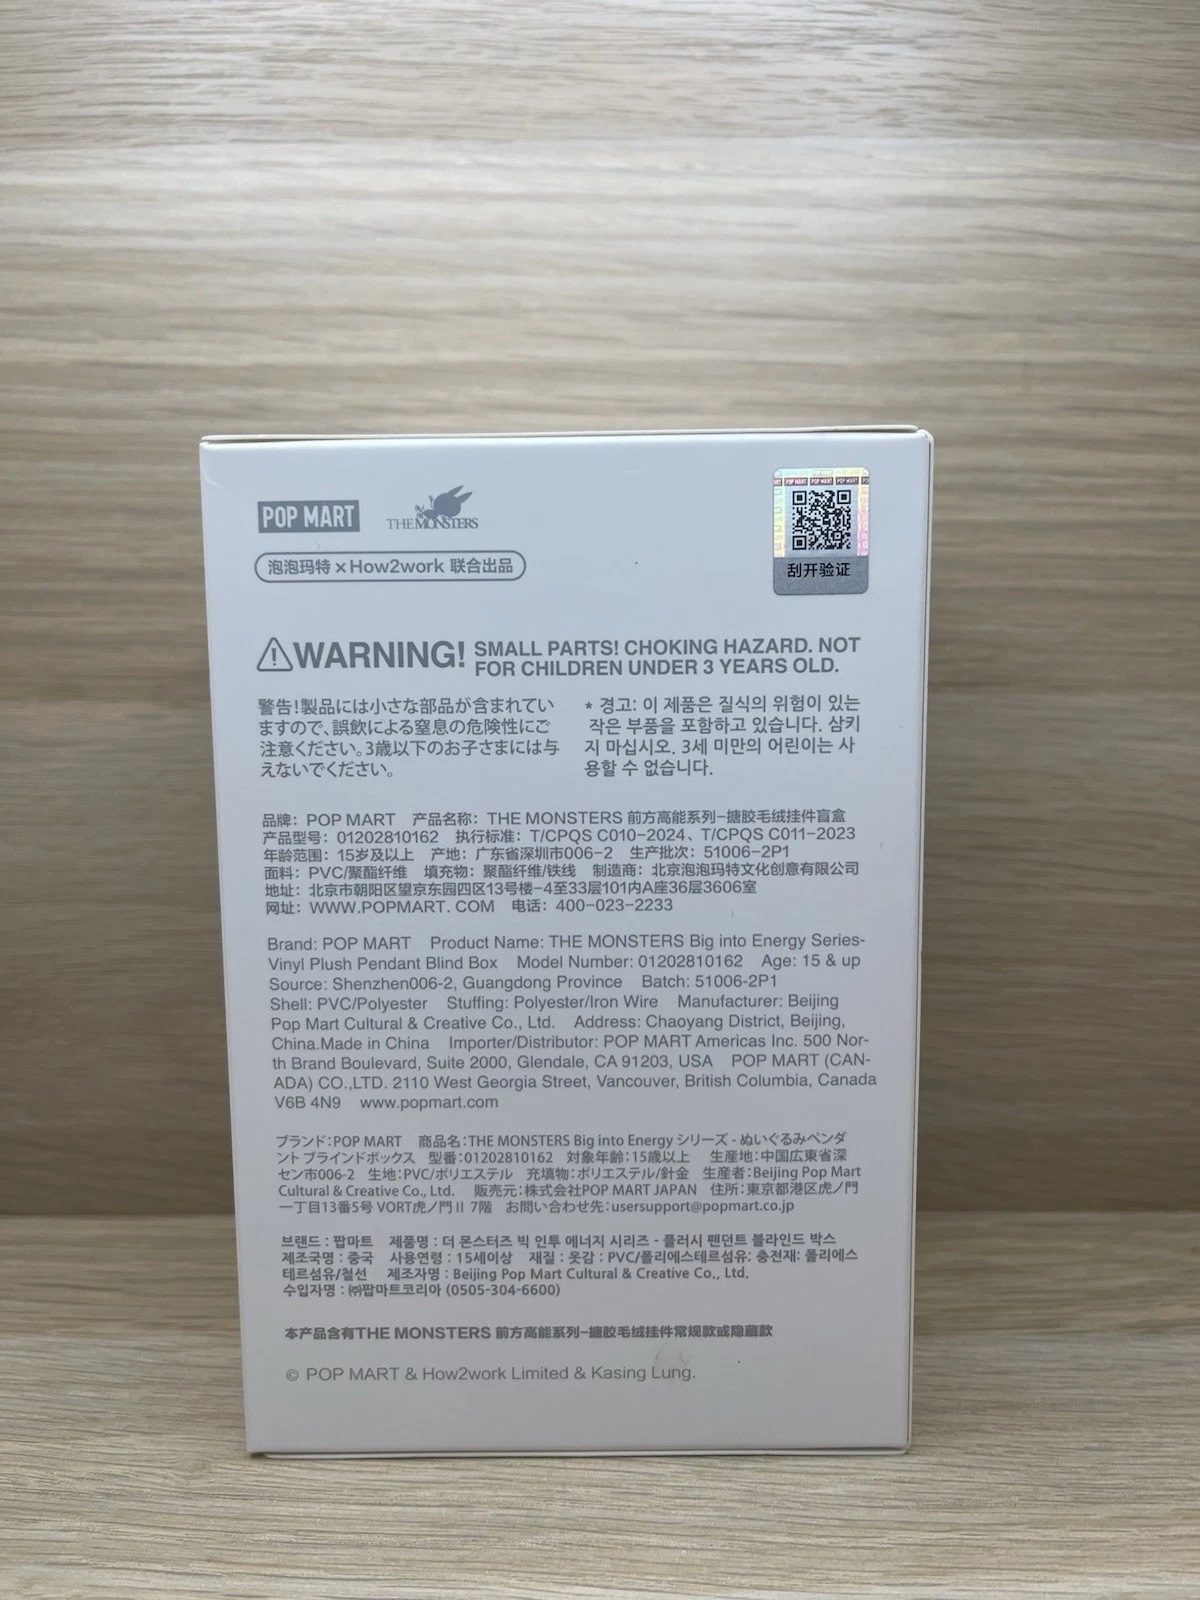 POP MART
THE MONSTERS
泡泡玛特 × How2work 联合出品
POP MART POP MART POP MART
刮开验证
WARNING! SMALL PARTS! CHOKING HAZARD. NOT
FOR CHILDREN UNDER 3 YEARS OLD.
警告!製品には小さな部品が含まれてい
ますので、誤飲による窒息の危険性にご
注意ください。3歳以下のお子さまには与
えないでください。
* 경고: 이 제품은 질식의 위험이 있는
작은 부품을 포함하고 있습니다. 삼키
지 마십시오. 3세 미만의 어린이는 사
용할 수 없습니다.
品牌: POP MART 产品名称: THE MONSTERS 前方高能系列-搪胶毛绒挂件盲盒
产品型号: 01202810162 执行标准: T/CPQS C010-2024、T/CPQS C011-2023
年龄范围: 15岁及以上 产地: 广东省深圳市006-2 生产批次: 51006-2P1
面料: PVC/聚酯纤维 填充物: 聚酯纤维/铁线 制造商: 北京泡泡玛特文化创意有限公司
地址: 北京市朝阳区望京东园四区13号楼-4至33层101内A座36层3606室
网址: WWW.POPMART. COM 电话: 400-023-2233
Brand: POP MART Product Name: THE MONSTERS Big into Energy Series-
Vinyl Plush Pendant Blind Box Model Number: 01202810162 Age: 15 & up
Source: Shenzhen006-2, Guangdong Province Batch: 51006-2P1
Shell: PVC/Polyester Stuffing: Polyester/Iron Wire Manufacturer: Beijing
Pop Mart Cultural & Creative Co., Ltd. Address: Chaoyang District, Beijing,
China.Made in China Importer/Distributor: POP MART Americas Inc. 500 Nor-
th Brand Boulevard, Suite 2000, Glendale, CA 91203, USA POP MART (CAN-
ADA) CO.,LTD. 2110 West Georgia Street, Vancouver, British Columbia, Canada
V6B 4N9 www.popmart.com
ブランド:POP MART 商品名:THE MONSTERS Big into Energy シリーズ - ぬいぐるみペンダ
ント ブラインドボックス 型番:01202810162 対象年齢:15歳以上 生産地:中国広東省深
セン市006-2 生地:PVC/ポリエステル 充填物:ポリエステル/針金 生産者:Beijing Pop Mart
Cultural & Creative Co., Ltd. 販売元:株式会社POP MART JAPAN 住所:東京都港区虎ノ門
一丁目13番5号 VORT虎ノ門Ⅱ 7階 お問い合わせ先:usersupport@popmart.co.jp
브랜드 : 팝마트 제품명 : 더 몬스터즈 빅 인투 에너지 시리즈 - 플러시 펜던트 블라인드 박스
제조국명 : 중국 사용연령 : 15세이상 재질 : 옷감 : PVC/폴리에스테르섬유: 충전재: 폴리에스
테르섬유/철선 제조자명 : Beijing Pop Mart Cultural & Creative Co., Ltd.
수입자명 : ㈜팝마트코리아 (0505-304-6600)
本产品含有THE MONSTERS 前方高能系列-搪胶毛绒挂件常规款或隐藏款
© POP MART & How2work Limited & Kasing Lung.